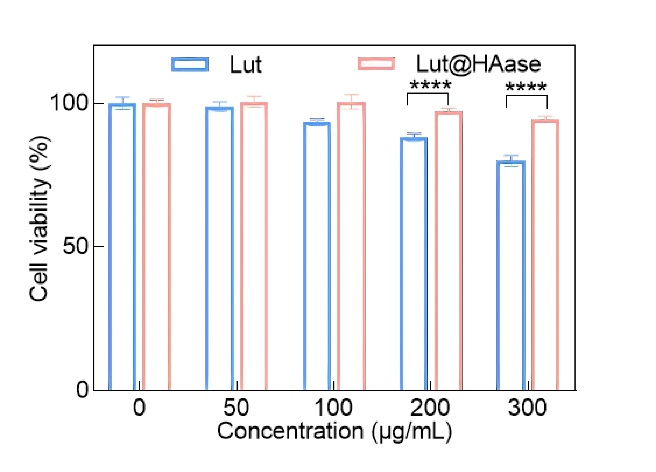 Lut Lut@HAase
**** ****
100
50
0
Cell viability (%)
0 50 100 200 300
Concentration (µg/mL)